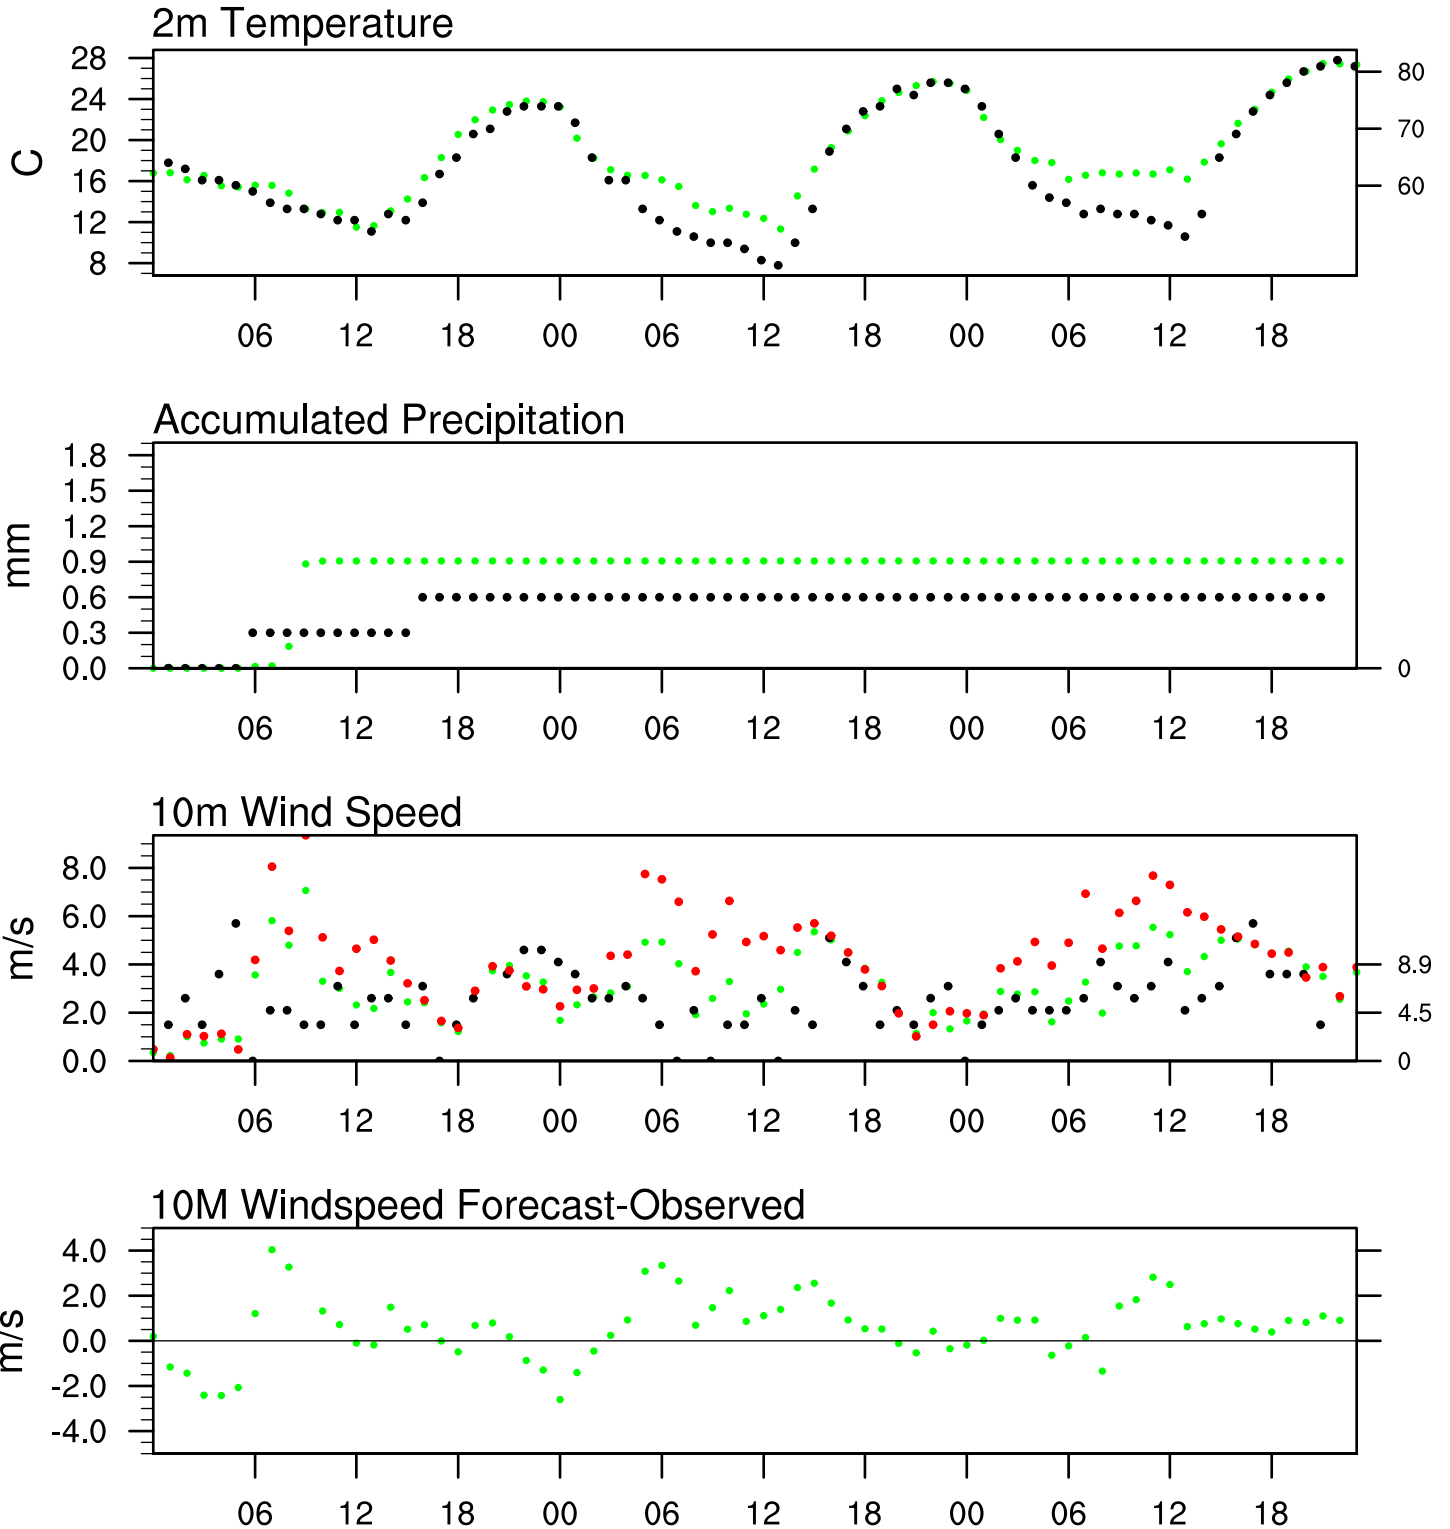 2m Temperature
28
24
20
16
12
8
C
80
70
60
06 12 18 00 06 12 18 00 06 12 18
Accumulated Precipitation
1.8
1.5
1.2
0.9
0.6
0.3
0.0
mm
0
06 12 18 00 06 12 18 00 06 12 18
10m Wind Speed
8.0
6.0
4.0
2.0
0.0
m/s
8.9
4.5
0
06 12 18 00 06 12 18 00 06 12 18
10M Windspeed Forecast-Observed
4.0
2.0
0.0
-2.0
-4.0
m/s
06 12 18 00 06 12 18 00 06 12 18